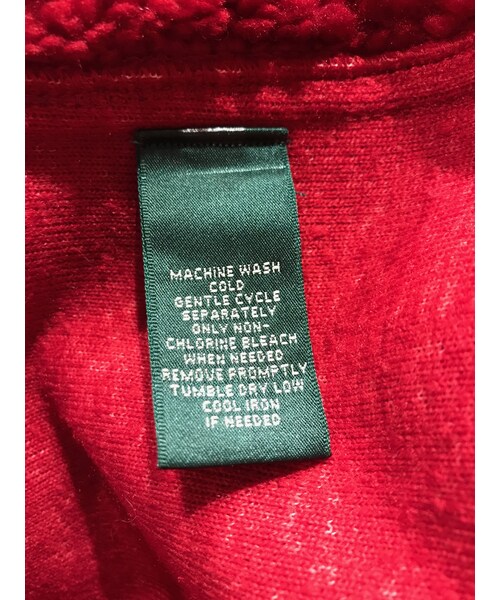 MACHINE WASH
COLD
GENTLE CYCLE
SEPARATELY
ONLY NON-
CHLORINE BLEACH
WHEN NEEDED
REMOVE PROMPTLY
TUMBLE DRY LOW
COOL IRON
IF NEEDED